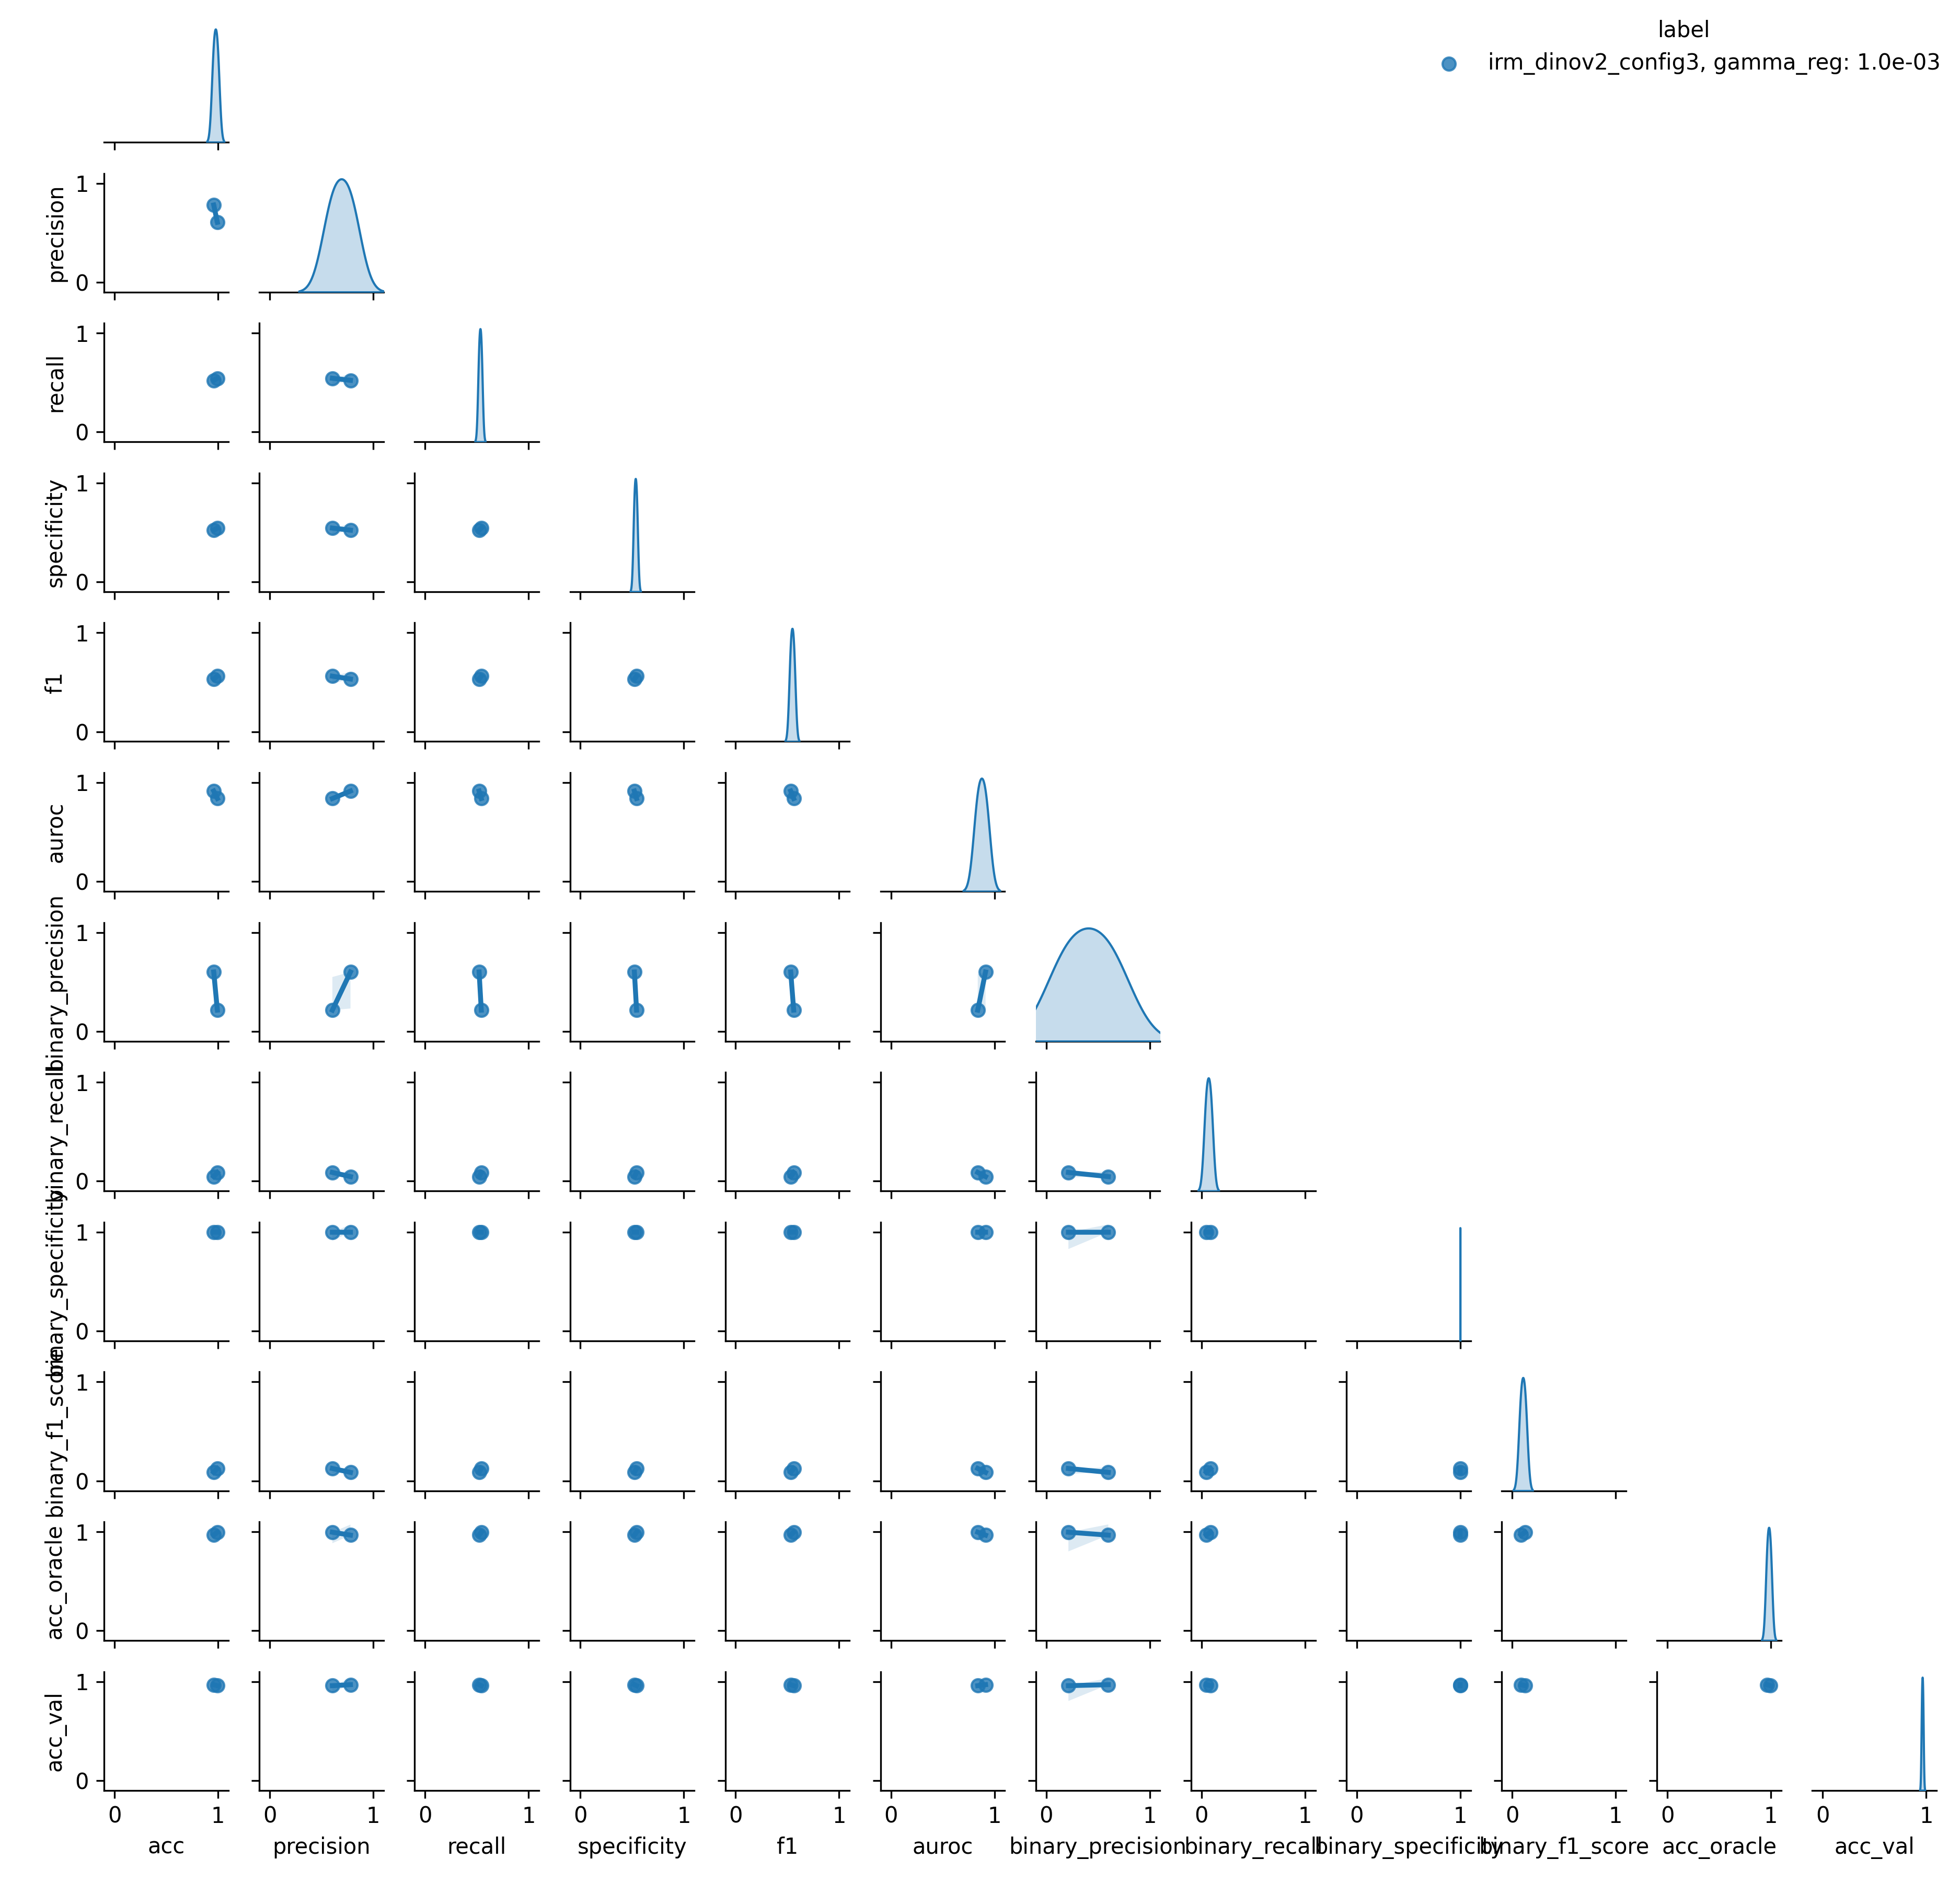 label
irm_dinov2_config3, gamma_reg: 1.0e-03
precision
1
0
recall
1
0
specificity
1
0
f1
1
0
auroc
1
0
binary_precision
1
0
binary_recall
1
0
binary_specificity
1
0
binary_f1_score
1
0
acc_oracle
1
0
acc_val
1
0
0 1 0 1 0 1 0 1 0 1 0 1 0 1 0 1 0 1 0 1 0 1 0 1
acc precision recall specificity f1 auroc binary_precision binary_recall binary_specificity binary_f1_score acc_oracle acc_val